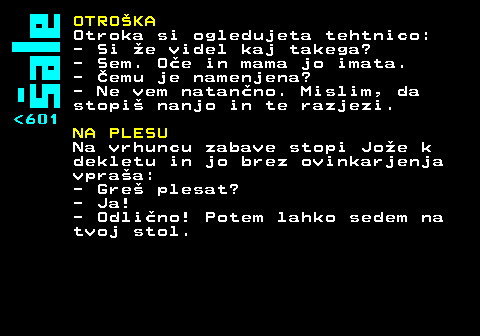 Šale
<601
OTROŠKA
Otroka si ogledujeta tehtnico:
- Si že videl kaj takega?
- Sem. Oče in mama jo imata.
- Čemu je namenjena?
- Ne vem natančno. Mislim, da
stopiš nanjo in te razjezi.
NA PLESU
Na vrhuncu zabave stopi Jože k
dekletu in jo brez ovinkarjenja
vpraša:
- Greš plesat?
- Ja!
- Odlično! Potem lahko sedem na
tvoj stol.